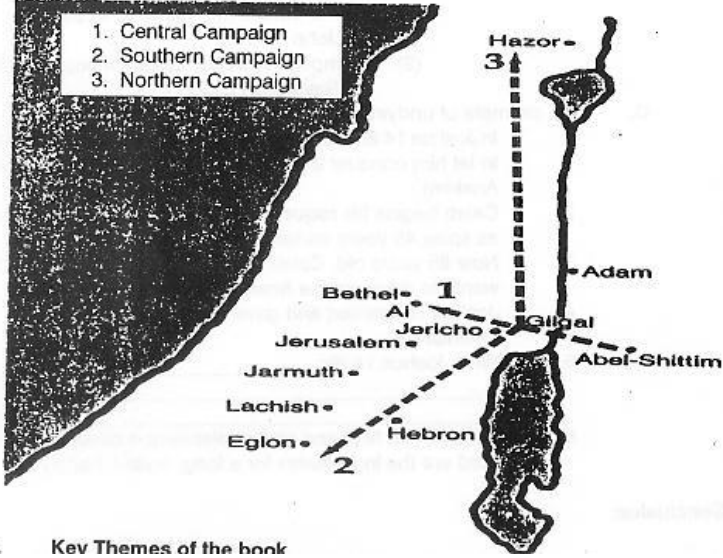 1. Central Campaign
2. Southern Campaign
3. Northern Campaign
Hazor
3
Adam
Bethel
1
Ai
Jericho
Gilgal
Jerusalem
Abel-Shittim
Jarmuth
Lachish
Hebron
Eglon
2
Key Themes of the book